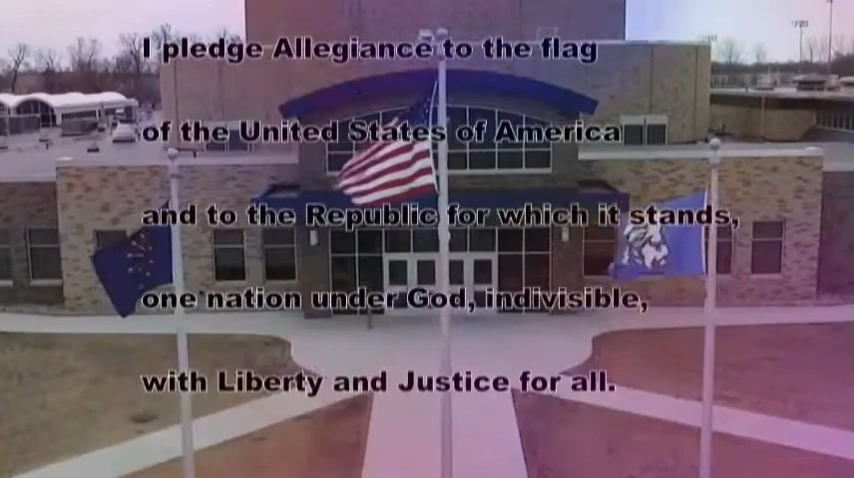 I pledge Allegiance to the flag
of the United States of America
and to the Republic for which it stands,
one nation under God, indivisible,
with Liberty and Justice for all.